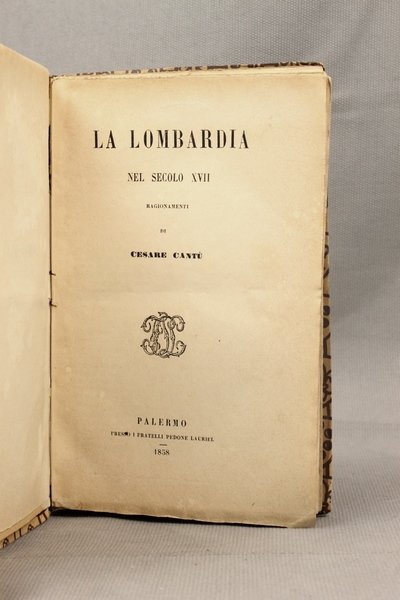 LA LOMBARDIA
NEL SECOLO XVII
RAGIONAMENTI
DI
CESARE CANTÙ
PALERMO
PRESSO I FRATELLI PEDONE LAURIEL
1858